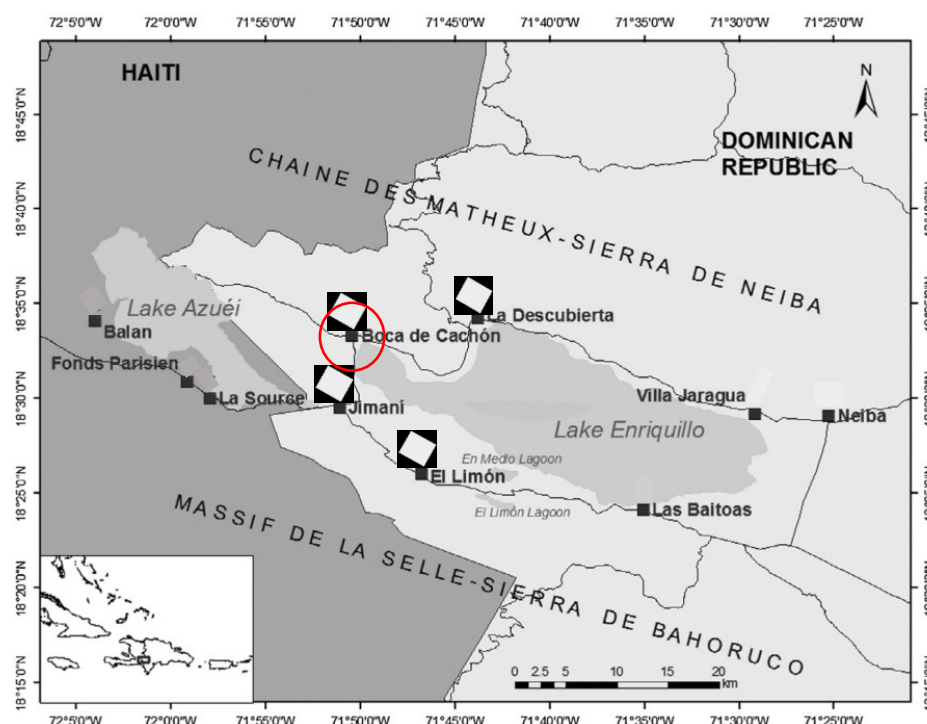 72°5'0"W 72°0'0"W 71°55'0"W 71°50'0"W 71°45'0"W 71°40'0"W 71°35'0"W 71°30'0"W 71°25'0"W
HAITI
N
18°45'0"N
DOMINICAN
REPUBLIC
CHAINE DES MATHEUX-SIERRA DE NEIBA
18°40'0"N
18°35'0"N
Lake Azuéi
La Descubierta
Balan
Boca de Cachón
Fonds Parisien
18°30'0"N
La Source
Jimaní
Villa Jaragua
Neiba
Lake Enriquillo
En Medio Lagoon
El Limón
18°25'0"N
El Limón Lagoon
Las Baitoas
MASSIF DE LA SELLE-SIERRA DE BAHORUCO
18°20'0"N
18°15'0"N
0 2.5 5 10 15 20
km
72°5'0"W 72°0'0"W 71°55'0"W 71°50'0"W 71°45'0"W 71°40'0"W 71°35'0"W 71°30'0"W 71°25'0"W